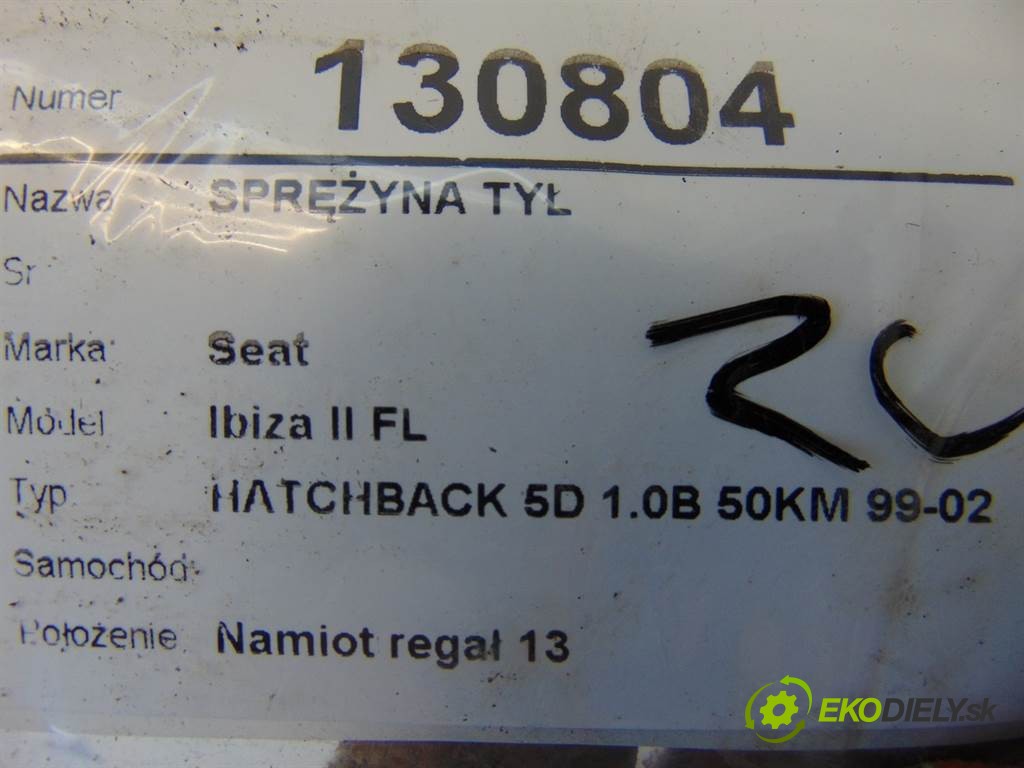 Numer 130804
Nazwa SPRĘŻYNA TYŁ
Sr
Marka: Seat
Model Ibiza II FL
Typ HATCHBACK 5D 1.0B 50KM 99-02
Samochód:
Położenie Namiot regał 13
EKODIELY.sk